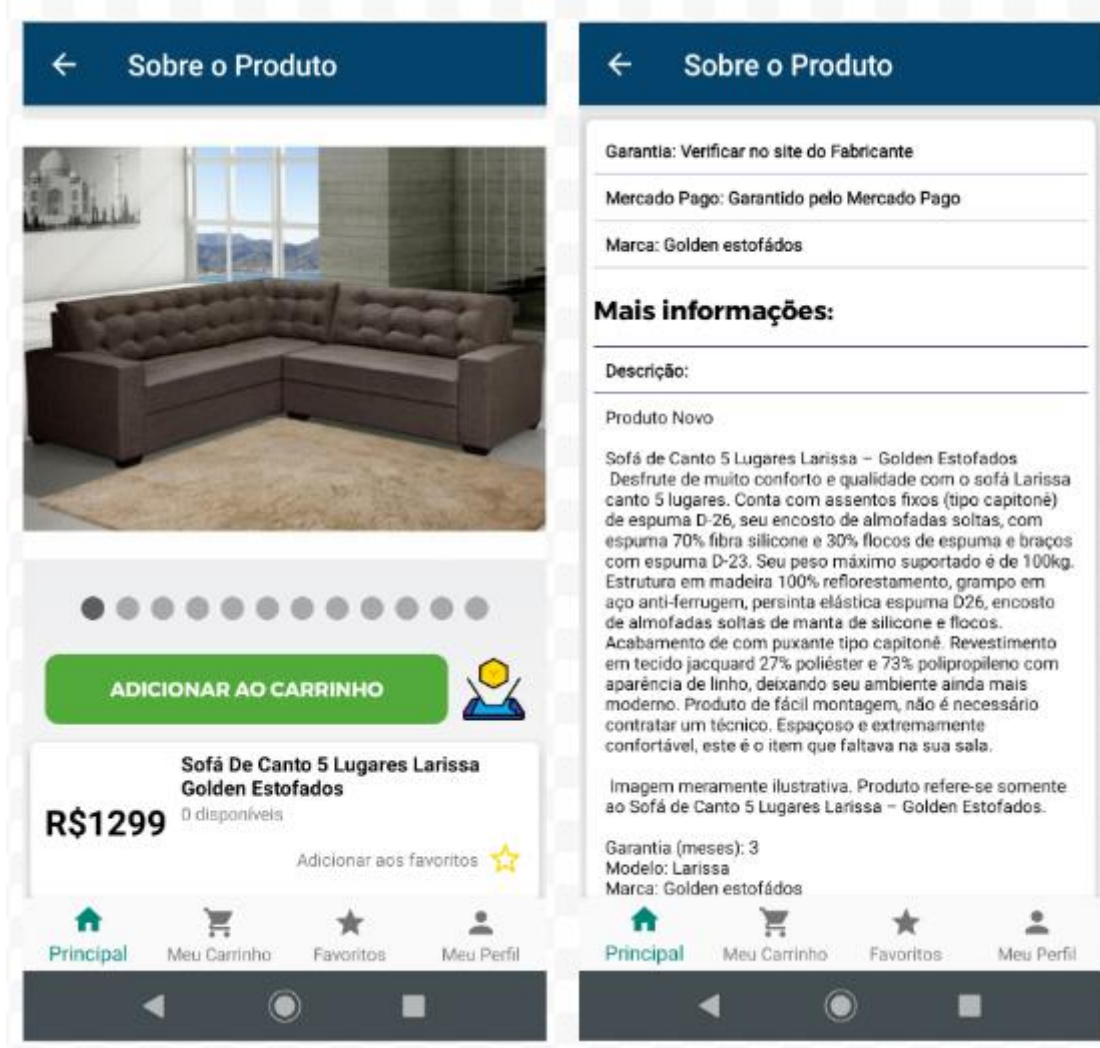 Sobre o Produto
ADICIONAR AO CARRINHO
Sofá De Canto 5 Lugares Larissa
Golden Estofados
R$1299
0 disponíveis
Adicionar aos favoritos
Principal
Meu Carrinho
Favoritos
Meu Perfil
Sobre o Produto
Garantia: Verificar no site do Fabricante
Mercado Pago: Garantido pelo Mercado Pago
Marca: Golden estofádos
Mais informações:
Descrição:
Produto Novo
Sofá de Canto 5 Lugares Larissa – Golden Estofados
Desfrute de muito conforto e qualidade com o sofá Larissa
canto 5 lugares. Conta com assentos fixos (tipo capitonê)
de espuma D-26, seu encosto de almofadas soltas, com
espuma 70% fibra silicone e 30% flocos de espuma e braços
com espuma D-23. Seu peso máximo suportado é de 100kg.
Estrutura em madeira 100% reflorestamento, grampo em
aço anti-ferrugem, persinta elástica espuma D26, encosto
de almofadas soltas de manta de silicone e flocos.
Acabamento de com puxante tipo capitonê. Revestimento
em tecido jacquard 27% poliéster e 73% polipropileno com
aparência de linho, deixando seu ambiente ainda mais
moderno. Produto de fácil montagem, não é necessário
contratar um técnico. Espaçoso e extremamente
confortável, este é o item que faltava na sua sala.
Imagem meramente ilustrativa. Produto refere-se somente
ao Sofá de Canto 5 Lugares Larissa – Golden Estofados.
Garantia (meses): 3
Modelo: Larissa
Marca: Golden estofádos
Principal
Meu Carrinho
Favoritos
Meu Perfil